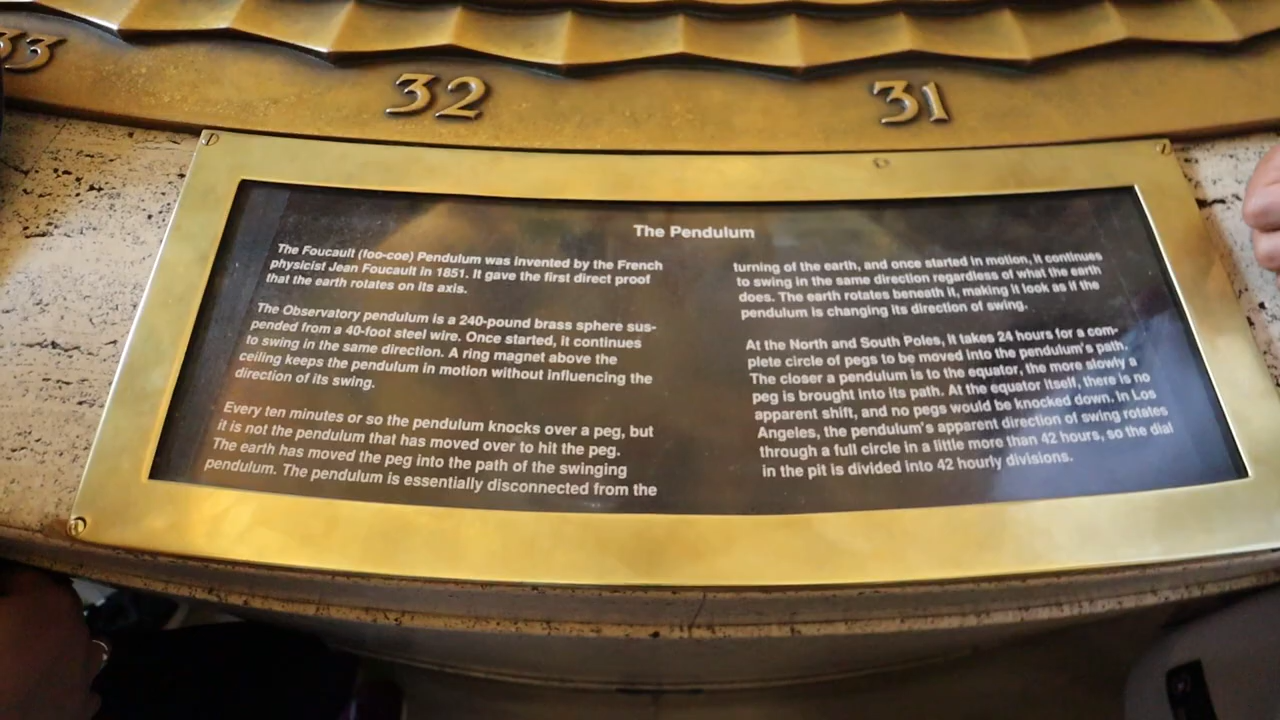 33
32
31
The Pendulum
The Foucault (foo-coe) Pendulum was invented by the French
physicist Jean Foucault in 1851. It gave the first direct proof
that the earth rotates on its axis.
The Observatory pendulum is a 240-pound brass sphere sus-
pended from a 40-foot steel wire. Once started, it continues
to swing in the same direction. A ring magnet above the
ceiling keeps the pendulum in motion without influencing the
direction of its swing.
Every ten minutes or so the pendulum knocks over a peg, but
it is not the pendulum that has moved over to hit the peg.
The earth has moved the peg into the path of the swinging
pendulum. The pendulum is essentially disconnected from the
turning of the earth, and once started in motion, it continues
to swing in the same direction regardless of what the earth
does. The earth rotates beneath it, making it look as if the
pendulum is changing its direction of swing.
At the North and South Poles, it takes 24 hours for a com-
plete circle of pegs to be moved into the pendulum's path.
The closer a pendulum is to the equator, the more slowly a
peg is brought into its path. At the equator itself, there is no
apparent shift, and no pegs would be knocked down. In Los
Angeles, the pendulum's apparent direction of swing rotates
through a full circle in a little more than 42 hours, so the dial
in the pit is divided into 42 hourly divisions.